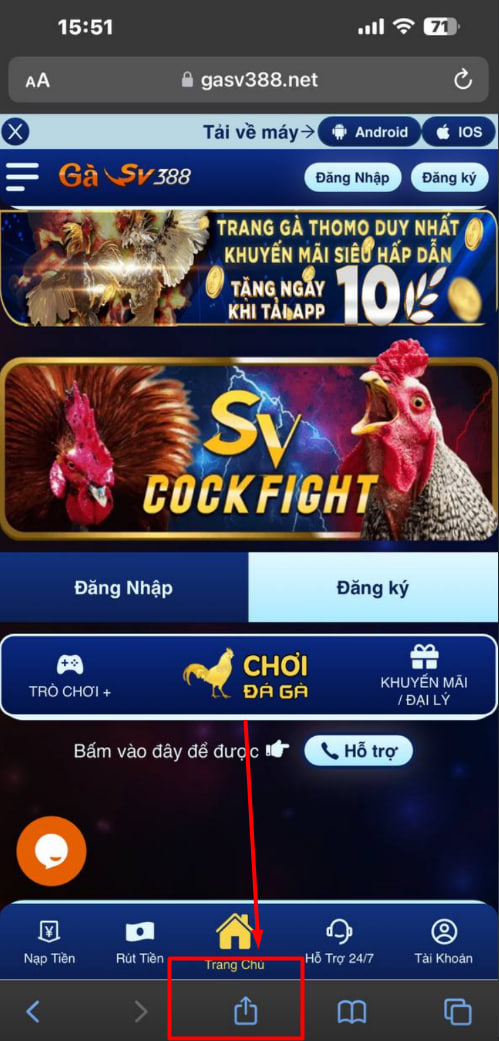 15:51
71
AA
gasv388.net
X
Tải về máy→
Android
IOS
Gà SV388
Đăng Nhập
Đăng ký
TRANG GÀ THOMO DUY NHẤT
KHUYẾN MÃI SIÊU HẤP DẪN
TẶNG NGAY
KHI TẢI APP
10%
SV
COCKFIGHT
Đăng Nhập
Đăng ký
TRÒ CHƠI +
CHƠI
ĐÁ GÀ
KHUYẾN MÃI
/ ĐẠI LÝ
Bấm vào đây để được
Hỗ trợ
Nạp Tiền
Rút Tiền
Trang Chủ
Hỗ Trợ 24/7
Tài Khoản